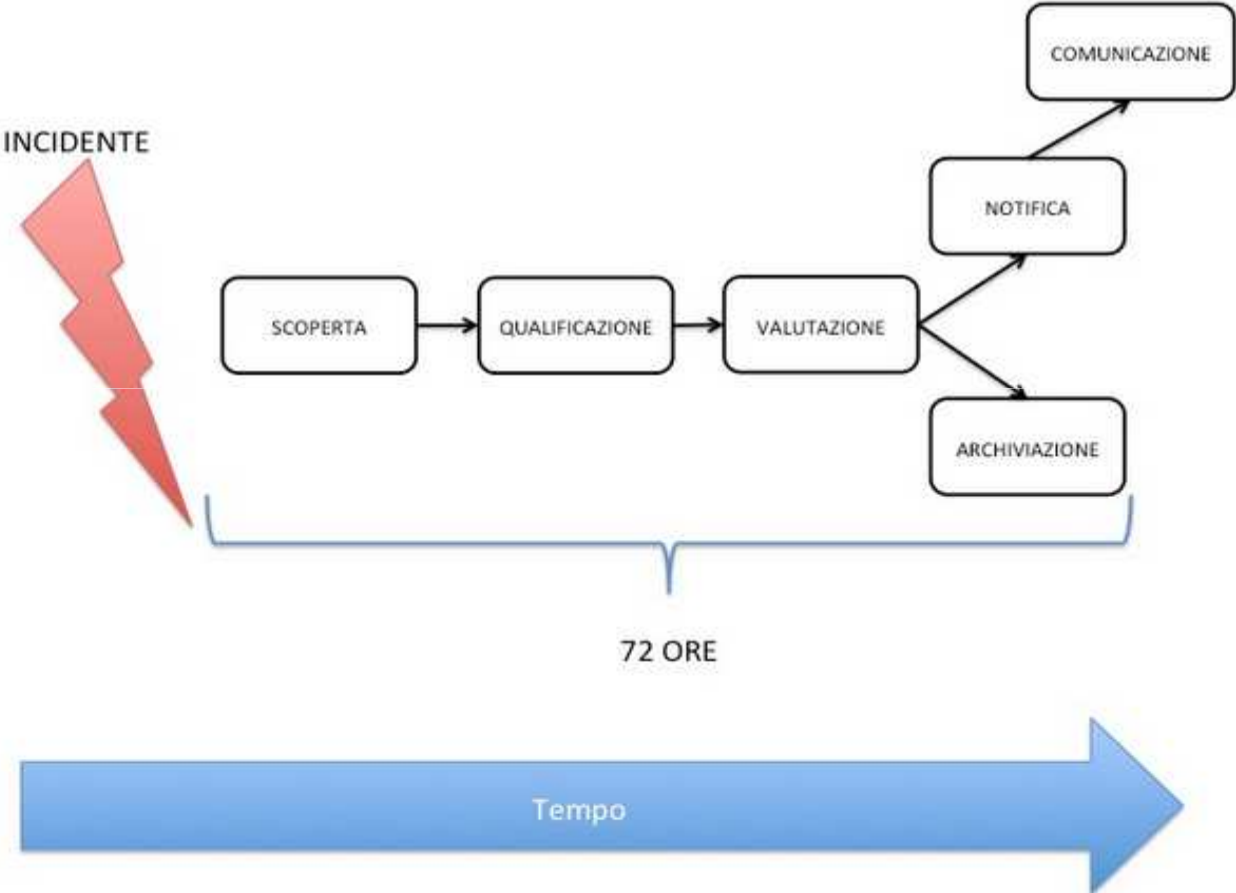 COMUNICAZIONE
INCIDENTE
NOTIFICA
SCOPERTA
QUALIFICAZIONE
VALUTAZIONE
ARCHIVIAZIONE
72 ORE
Tempo